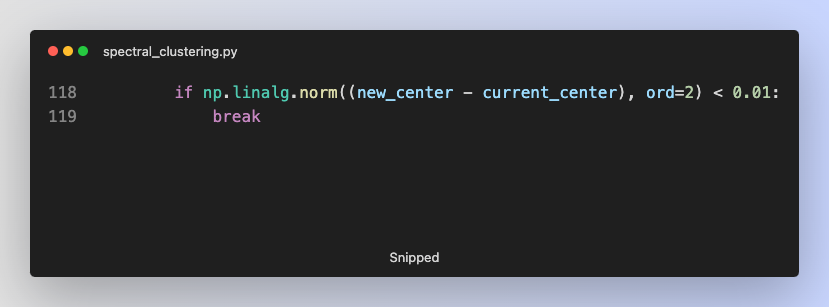 spectral_clustering.py
118 if np.linalg.norm((new_center - current_center), ord=2) < 0.01:
119 break
Snipped